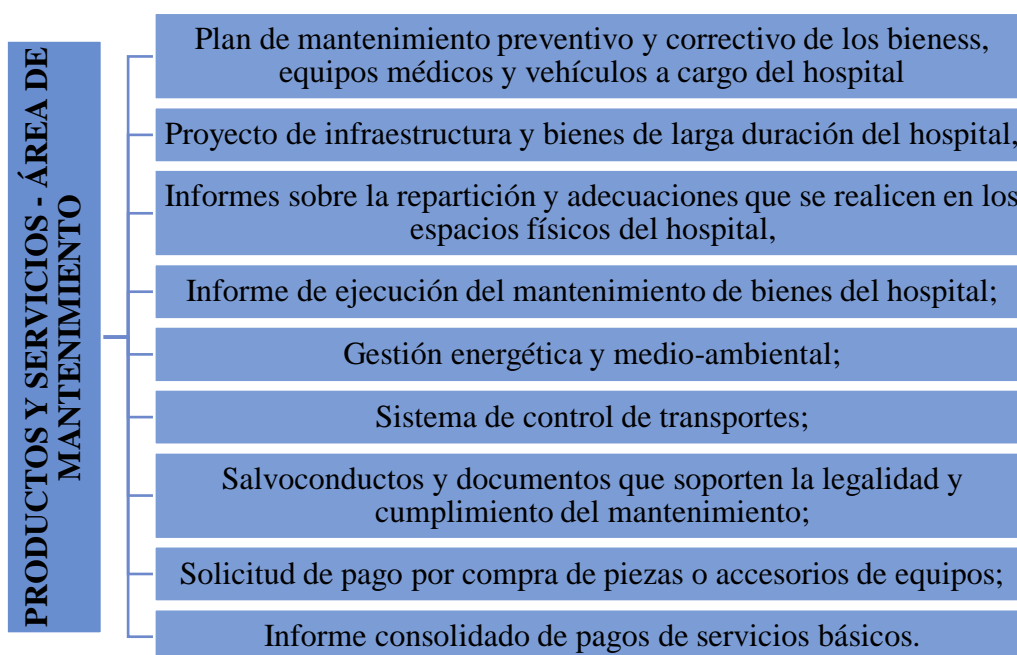 PRODUCTOS Y SERVICIOS - ÁREA DE
MANTENIMIENTO
Plan de mantenimiento preventivo y correctivo de los bieness,
equipos médicos y vehículos a cargo del hospital
Proyecto de infraestructura y bienes de larga duración del hospital,
Informes sobre la repartición y adecuaciones que se realicen en los
espacios físicos del hospital,
Informe de ejecución del mantenimiento de bienes del hospital;
Gestión energética y medio-ambiental;
Sistema de control de transportes;
Salvoconductos y documentos que soporten la legalidad y
cumplimiento del mantenimiento;
Solicitud de pago por compra de piezas o accesorios de equipos;
Informe consolidado de pagos de servicios básicos.